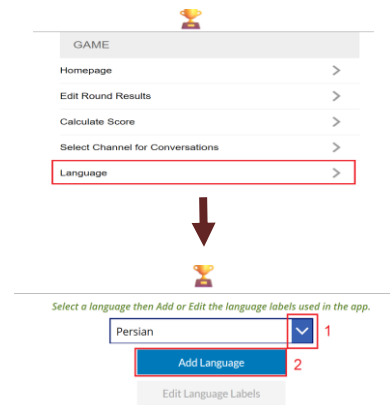 GAME
Homepage
Edit Round Results
Calculate Score
Select Channel for Conversations
Language
Select a language then Add or Edit the language labels used in the app.
Persian 1
Add Language 2
Edit Language Labels